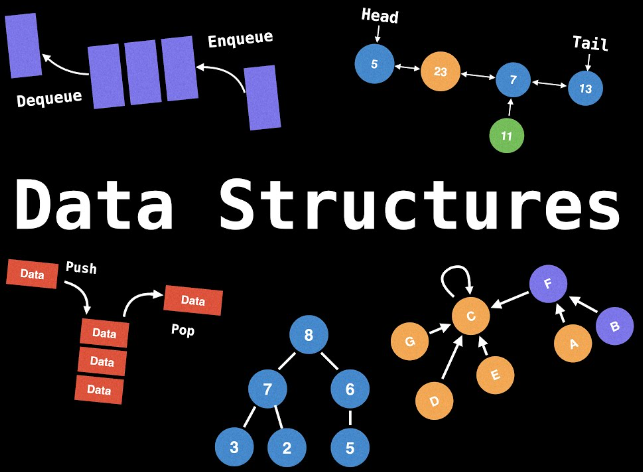 Enqueue
Dequeue
Head
Tail
5
23
7
13
11
Data Structures
Data
Push
Data
Pop
Data
Data
Data
8
7
6
3
2
5
C
F
G
D
E
A
B